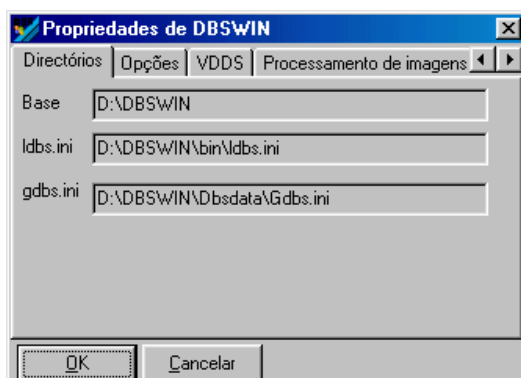 Propriedades de DBSWIN
Directórios Opções VDDS Processamento de imagens
Base D:\DBSWIN
ldbs.ini D:\DBSWIN\bin\ldbs.ini
gdbs.ini D:\DBSWIN\Dbsdata\Gdbs.ini
OK Cancelar